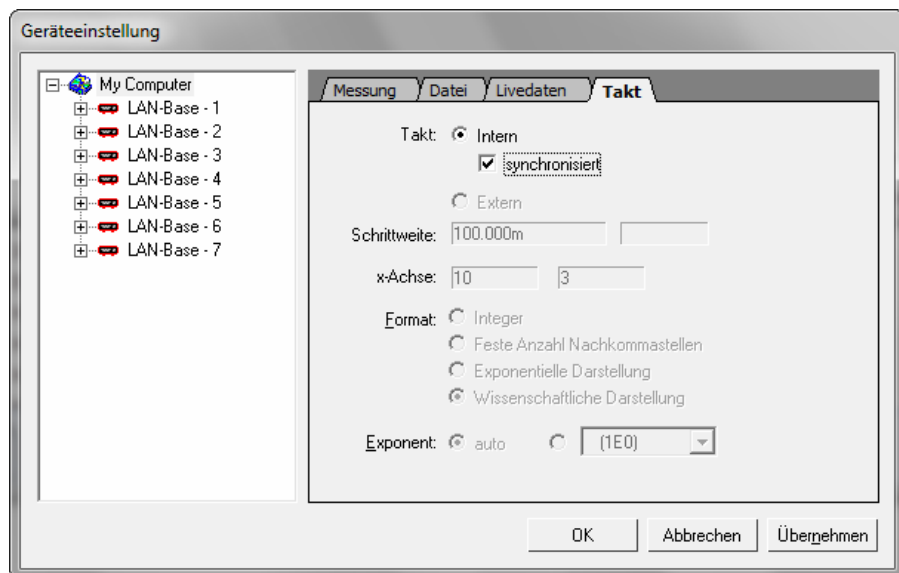 Geräteeinstellung
My Computer
LAN-Base - 1
LAN-Base - 2
LAN-Base - 3
LAN-Base - 4
LAN-Base - 5
LAN-Base - 6
LAN-Base - 7
Messung Datei Livedaten Takt
Takt: Intern
synchronisiert
Extern
Schrittweite: 100.000m
x-Achse: 10 3
Format: Integer
Feste Anzahl Nachkommastellen
Exponentielle Darstellung
Wissenschaftliche Darstellung
Exponent: auto (1E0)
OK Abbrechen Übernehmen